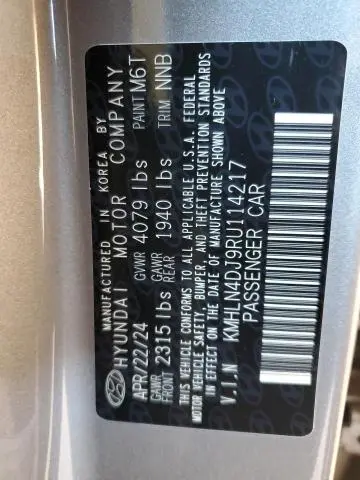 MANUFACTURED IN KOREA BY
HYUNDAI MOTOR COMPANY
APR/22/24 GVWR 4079 lbs PAINT M6T
GAWR FRONT 2315 lbs GAWR REAR 1940 lbs TRIM NNB
THIS VEHICLE CONFORMS TO ALL APPLICABLE U.S.A. FEDERAL
MOTOR VEHICLE SAFETY, BUMPER, AND THEFT PREVENTION STANDARDS
IN EFFECT ON THE DATE OF MANUFACTURE SHOWN ABOVE
V.I.N. KMHLN4DJ9RU114217
PASSENGER CAR